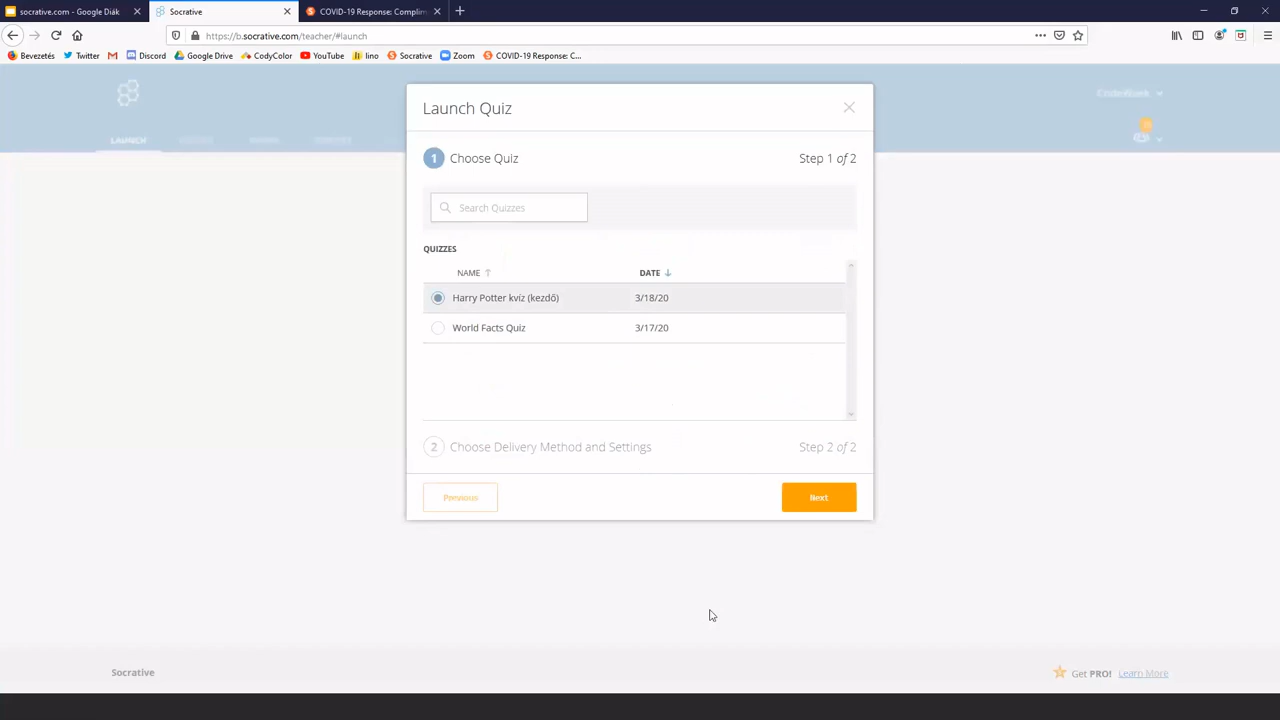 socrative.com - Google Diák
Socrative
COVID-19 Response: Complim
https://b.socrative.com/teacher/#launch
Bevezetés
Twitter
Discord
Google Drive
CodyColor
YouTube
lino
Socrative
Zoom
COVID-19 Response: C...
CodeWeek
LAUNCH
Launch Quiz
1 Choose Quiz
Step 1 of 2
Search Quizzes
QUIZZES
NAME
DATE
Harry Potter kvíz (kezdő)
3/18/20
World Facts Quiz
3/17/20
2 Choose Delivery Method and Settings
Step 2 of 2
Previous
Next
Socrative
Get PRO! Learn More